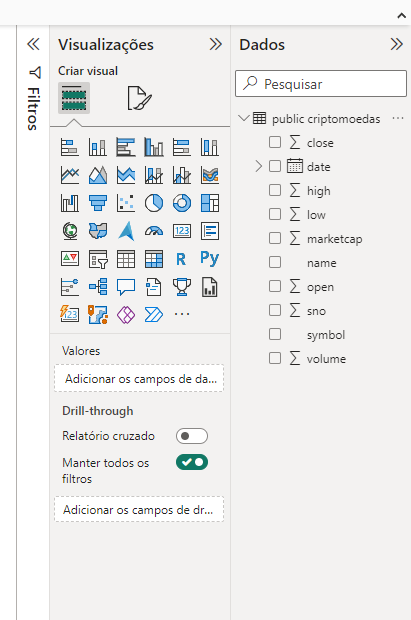 Filtros
Visualizações
Criar visual
123
R
Py
123
...
Valores
Adicionar os campos de da...
Drill-through
Relatório cruzado
Manter todos os
filtros
Adicionar os campos de dr...
Dados
Pesquisar
public criptomoedas
...
Σ close
date
Σ high
Σ low
Σ marketcap
name
Σ open
Σ sno
symbol
Σ volume